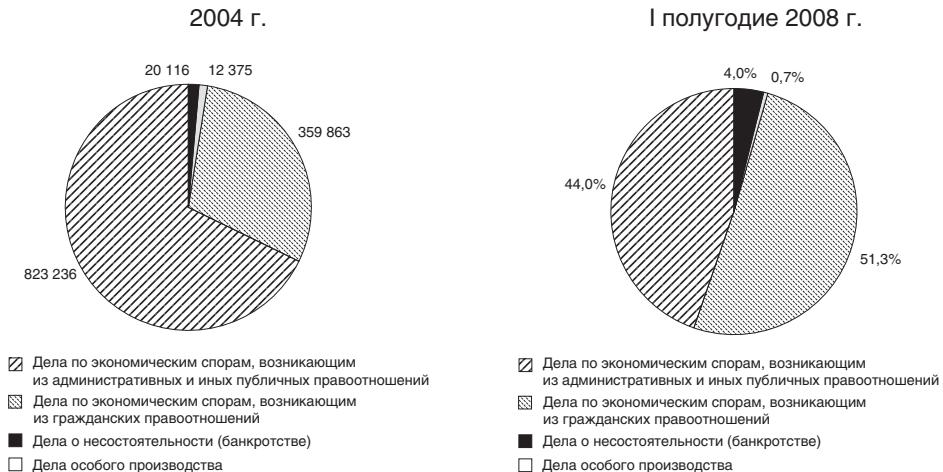 2004 г.
20 116
12 375
359 863
823 236
Дела по экономическим спорам, возникающим
из административных и иных публичных правоотношений
Дела по экономическим спорам, возникающим
из гражданских правоотношений
Дела о несостоятельности (банкротстве)
Дела особого производства
I полугодие 2008 г.
4,0%
0,7%
44,0%
51,3%
Дела по экономическим спорам, возникающим
из административных и иных публичных правоотношений
Дела по экономическим спорам, возникающим
из гражданских правоотношений
Дела о несостоятельности (банкротстве)
Дела особого производства